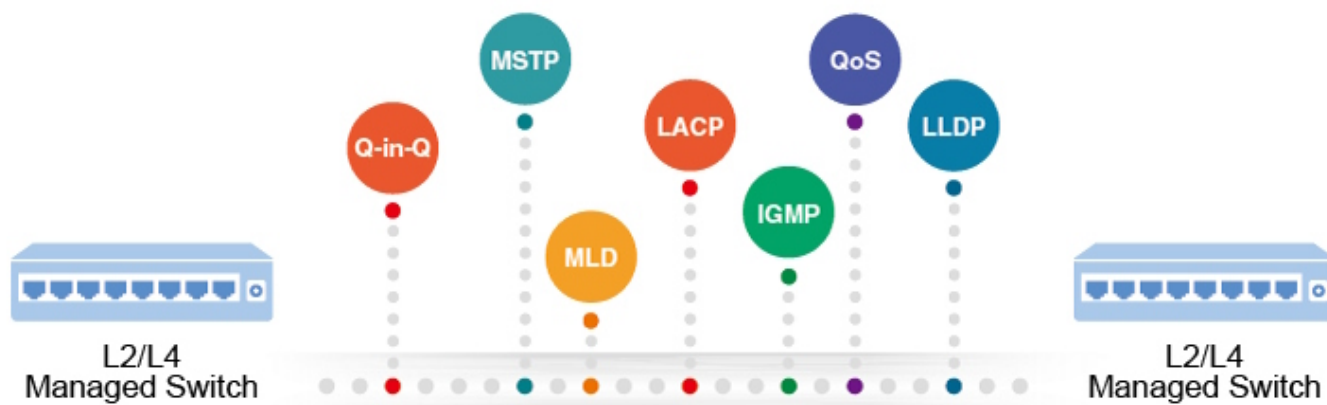 MSTP
QoS
LACP
LLDP
Q-in-Q
IGMP
MLD
L2/L4
Managed Switch
L2/L4
Managed Switch